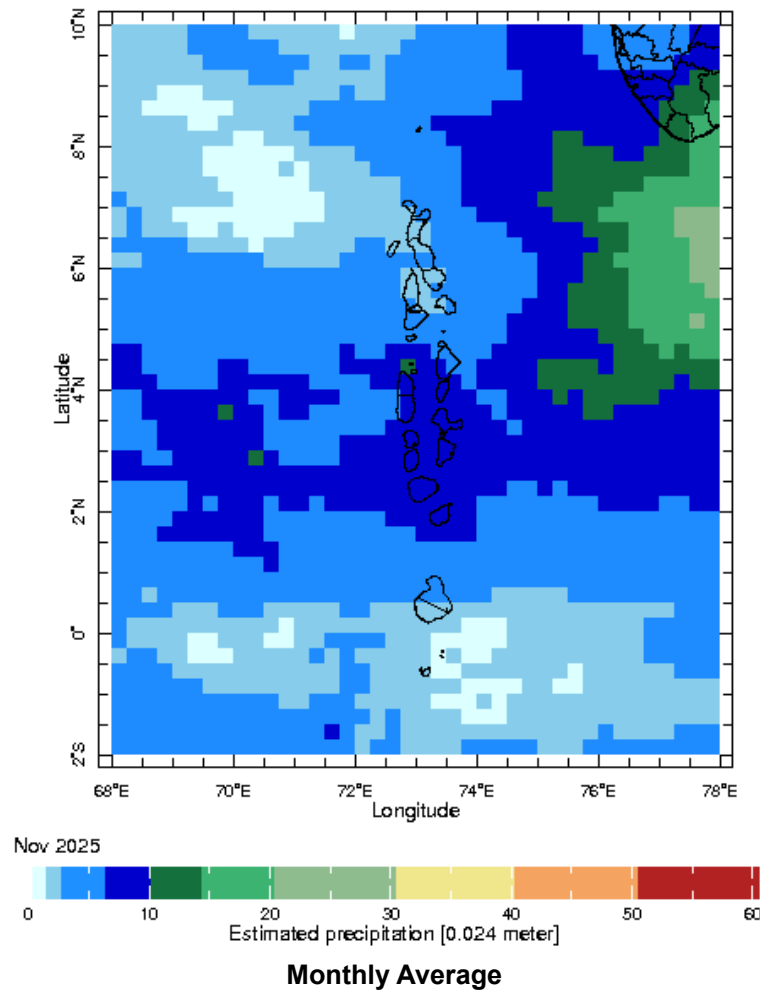 10°N
8°N
6°N
4°N
2°N
0°
2°S
Latitude
68°E 70°E 72°E 74°E 76°E 78°E
Longitude
Nov 2025
0 10 20 30 40 50 60
Estimated precipitation [0.024 meter]
Monthly Average